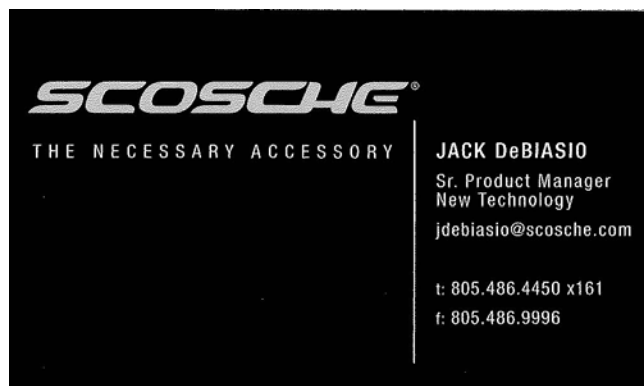 SCOSCHE®
THE NECESSARY ACCESSORY
JACK DeBIASIO
Sr. Product Manager
New Technology
jdebiasio@scosche.com
t: 805.486.4450 x161
f: 805.486.9996